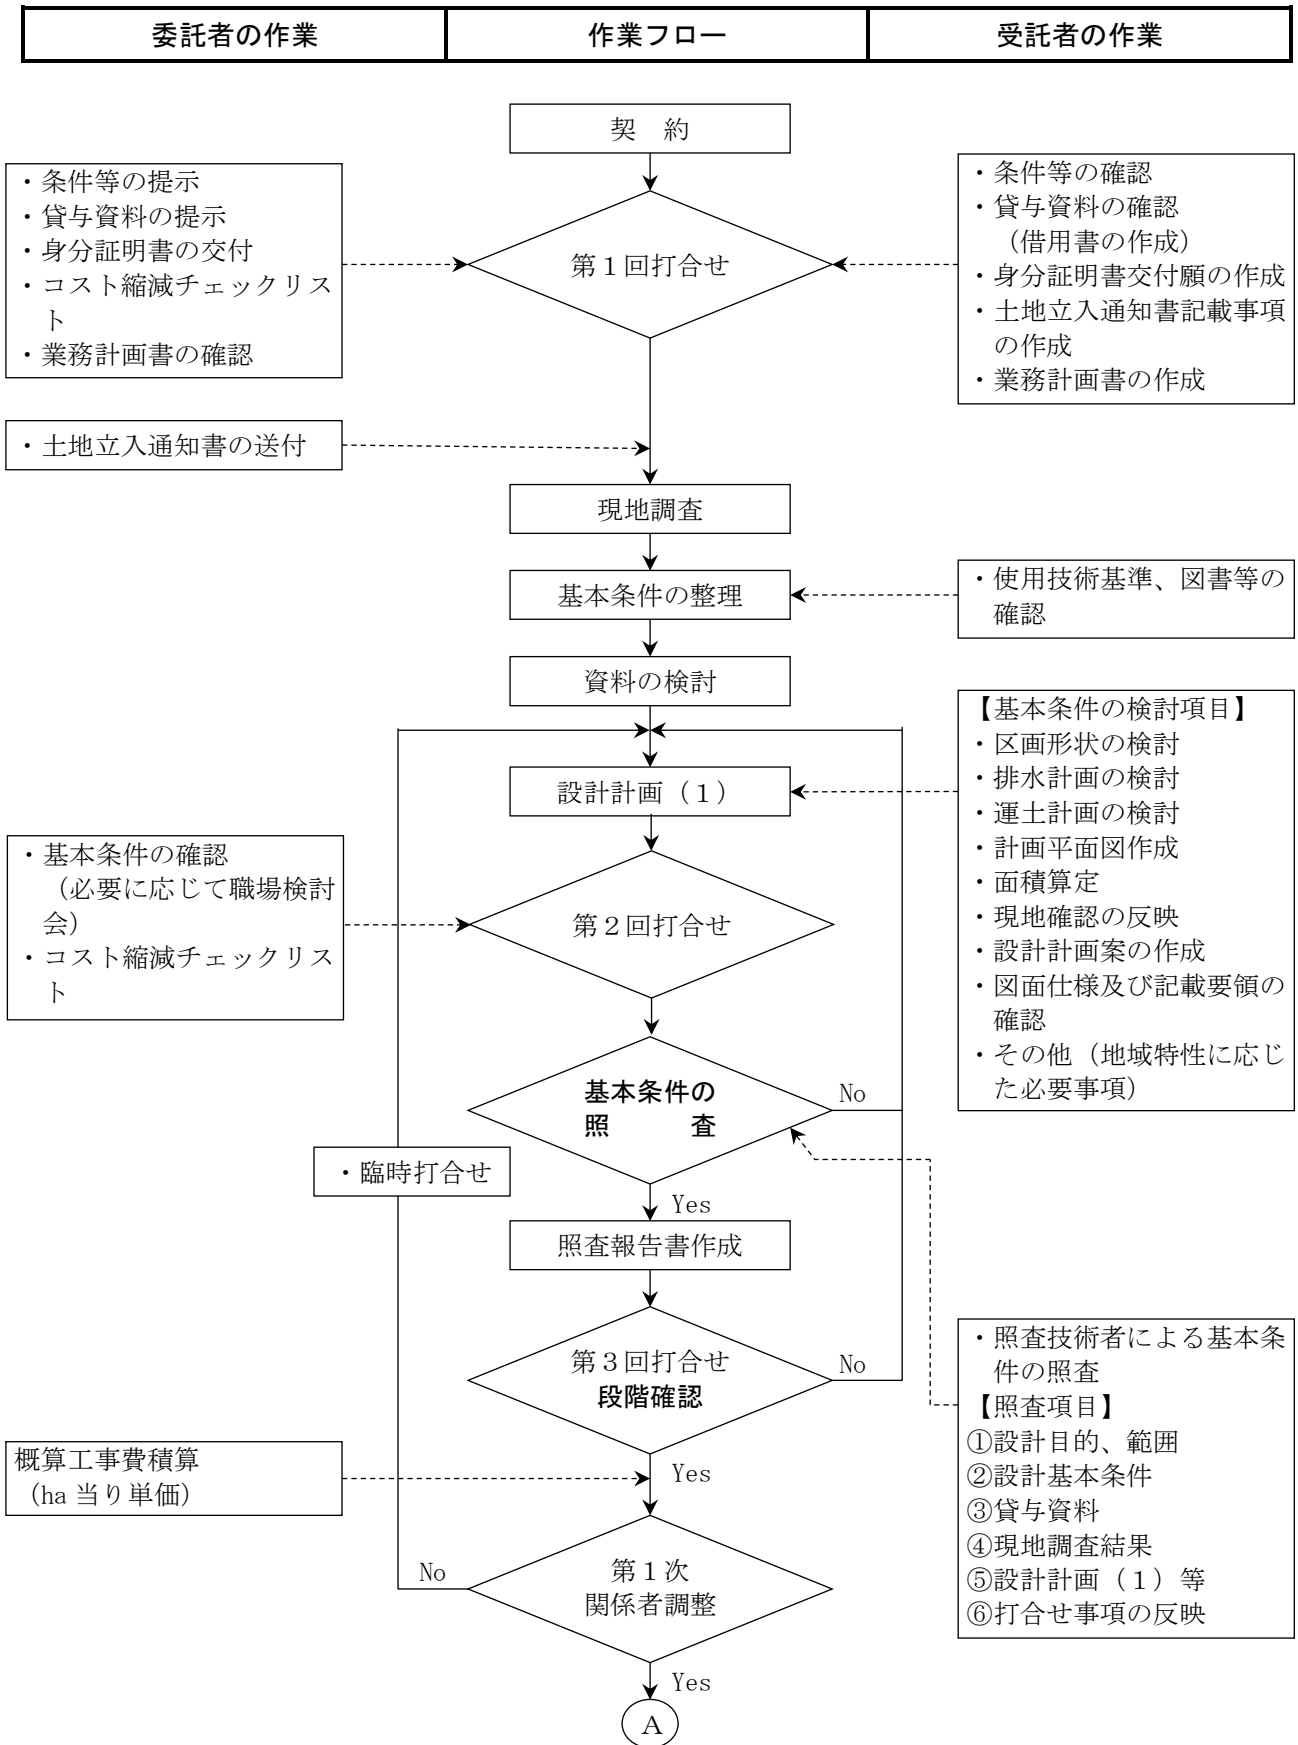 委託者の作業
作業フロー
受託者の作業
契　約
・条件等の提示
・貸与資料の提示
・身分証明書の交付
・コスト縮減チェックリス
ト
・業務計画書の確認
第１回打合せ
・条件等の確認
・貸与資料の確認
（借用書の作成）
・身分証明書交付願の作成
・土地立入通知書記載事項
の作成
・業務計画書の作成
・土地立入通知書の送付
現地調査
基本条件の整理
・使用技術基準、図書等の
確認
資料の検討
設計計画（１）
【基本条件の検討項目】
・区画形状の検討
・排水計画の検討
・運土計画の検討
・計画平面図作成
・面積算定
・現地確認の反映
・設計計画案の作成
・図面仕様及び記載要領の
確認
・その他（地域特性に応じ
た必要事項）
・基本条件の確認
（必要に応じて職場検討
会）
・コスト縮減チェックリス
ト
第２回打合せ
基本条件の
照　　　査
No
・臨時打合せ
Yes
照査報告書作成
第３回打合せ
段階確認
No
・照査技術者による基本条
件の照査
【照査項目】
①設計目的、範囲
②設計基本条件
③貸与資料
④現地調査結果
⑤設計計画（１）等
⑥打合せ事項の反映
概算工事費積算
（ha 当り単価）
Yes
第１次
関係者調整
No
Yes
A